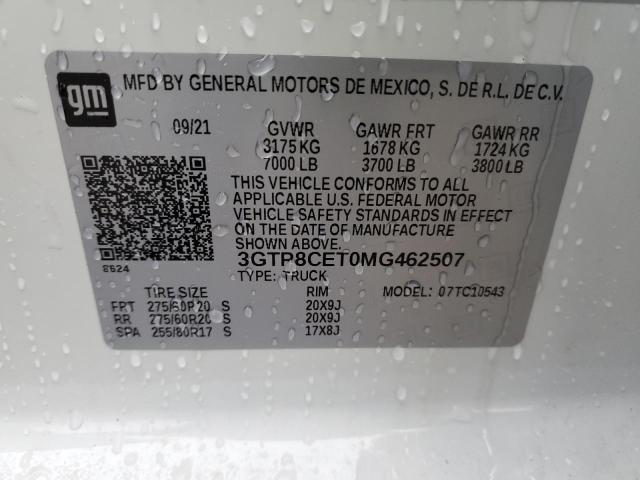 gm
MFD BY GENERAL MOTORS DE MEXICO, S. DE R.L. DE C.V.
09/21 GVWR GAWR FRT GAWR RR
3175 KG 1678 KG 1724 KG
7000 LB 3700 LB 3800 LB
THIS VEHICLE CONFORMS TO ALL
APPLICABLE U.S. FEDERAL MOTOR
VEHICLE SAFETY STANDARDS IN EFFECT
ON THE DATE OF MANUFACTURE
SHOWN ABOVE.
3GTP8CET0MG462507
8624
TYPE: TRUCK
TIRE SIZE RIM MODEL: 07TC10543
FRT 275/60R20 S 20X9J
RR 275/60R20 S 20X9J
SPA 255/80R17 S 17X8J